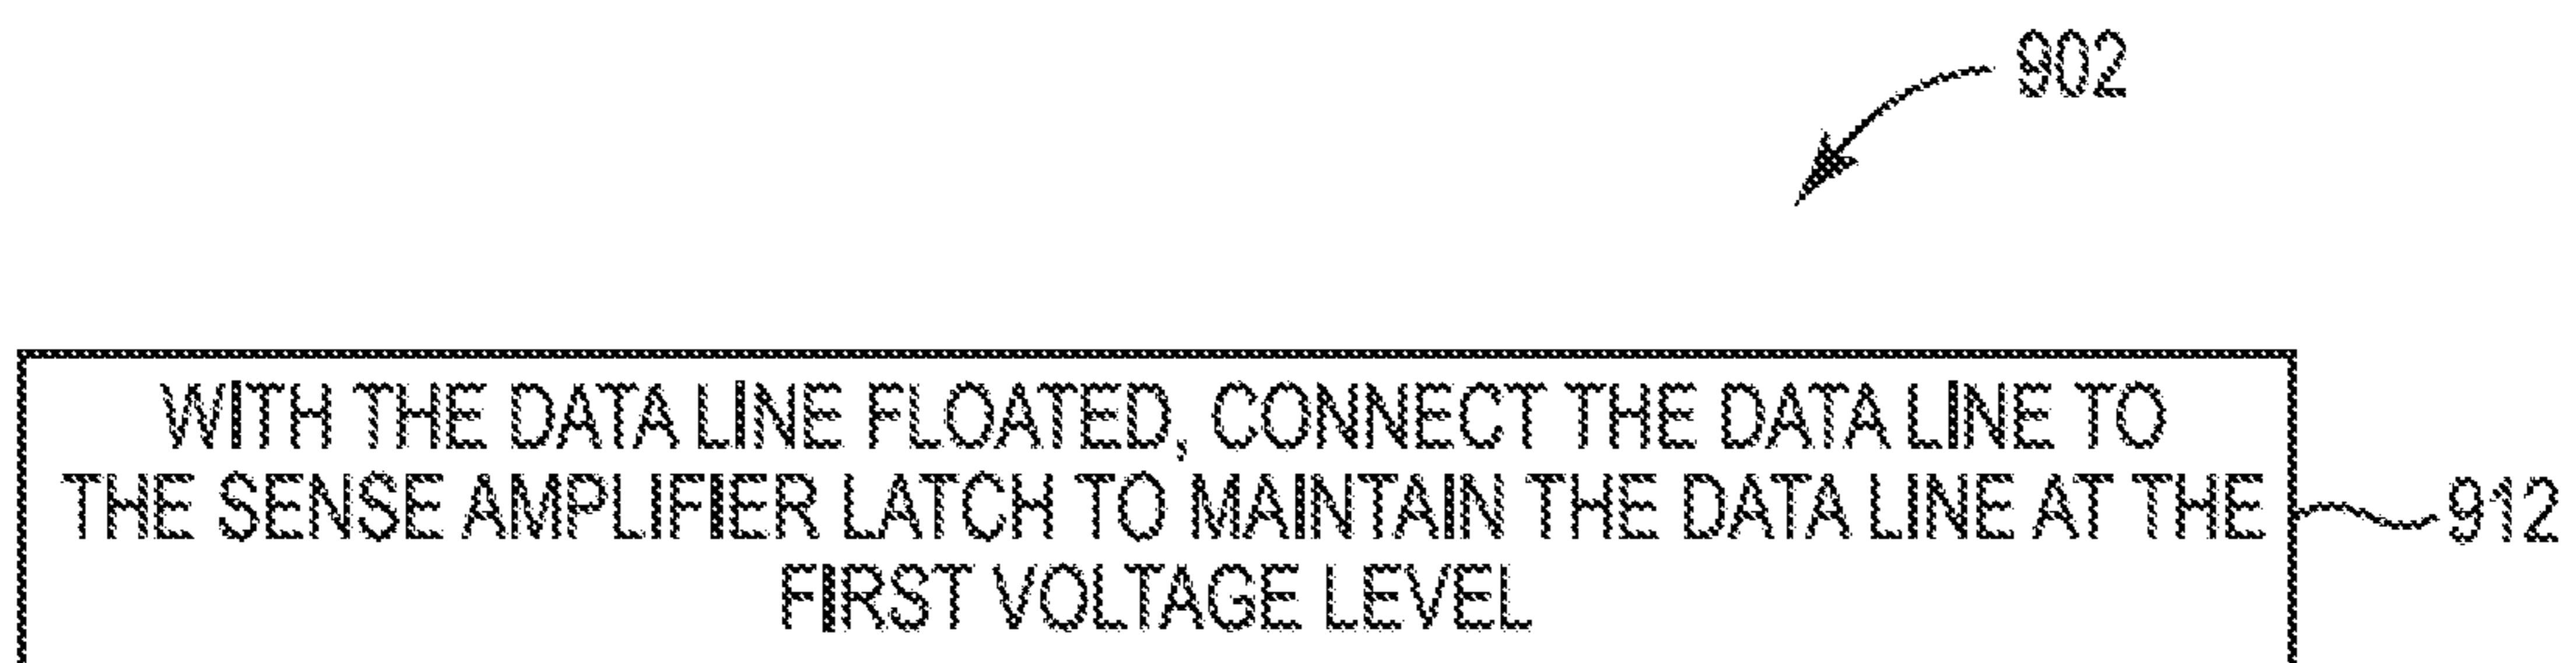 902
WITH THE DATA LINE FLOATED, CONNECT THE DATA LINE TO
THE SENSE AMPLIFIER LATCH TO MAINTAIN THE DATA LINE AT THE
FIRST VOLTAGE LEVEL
912